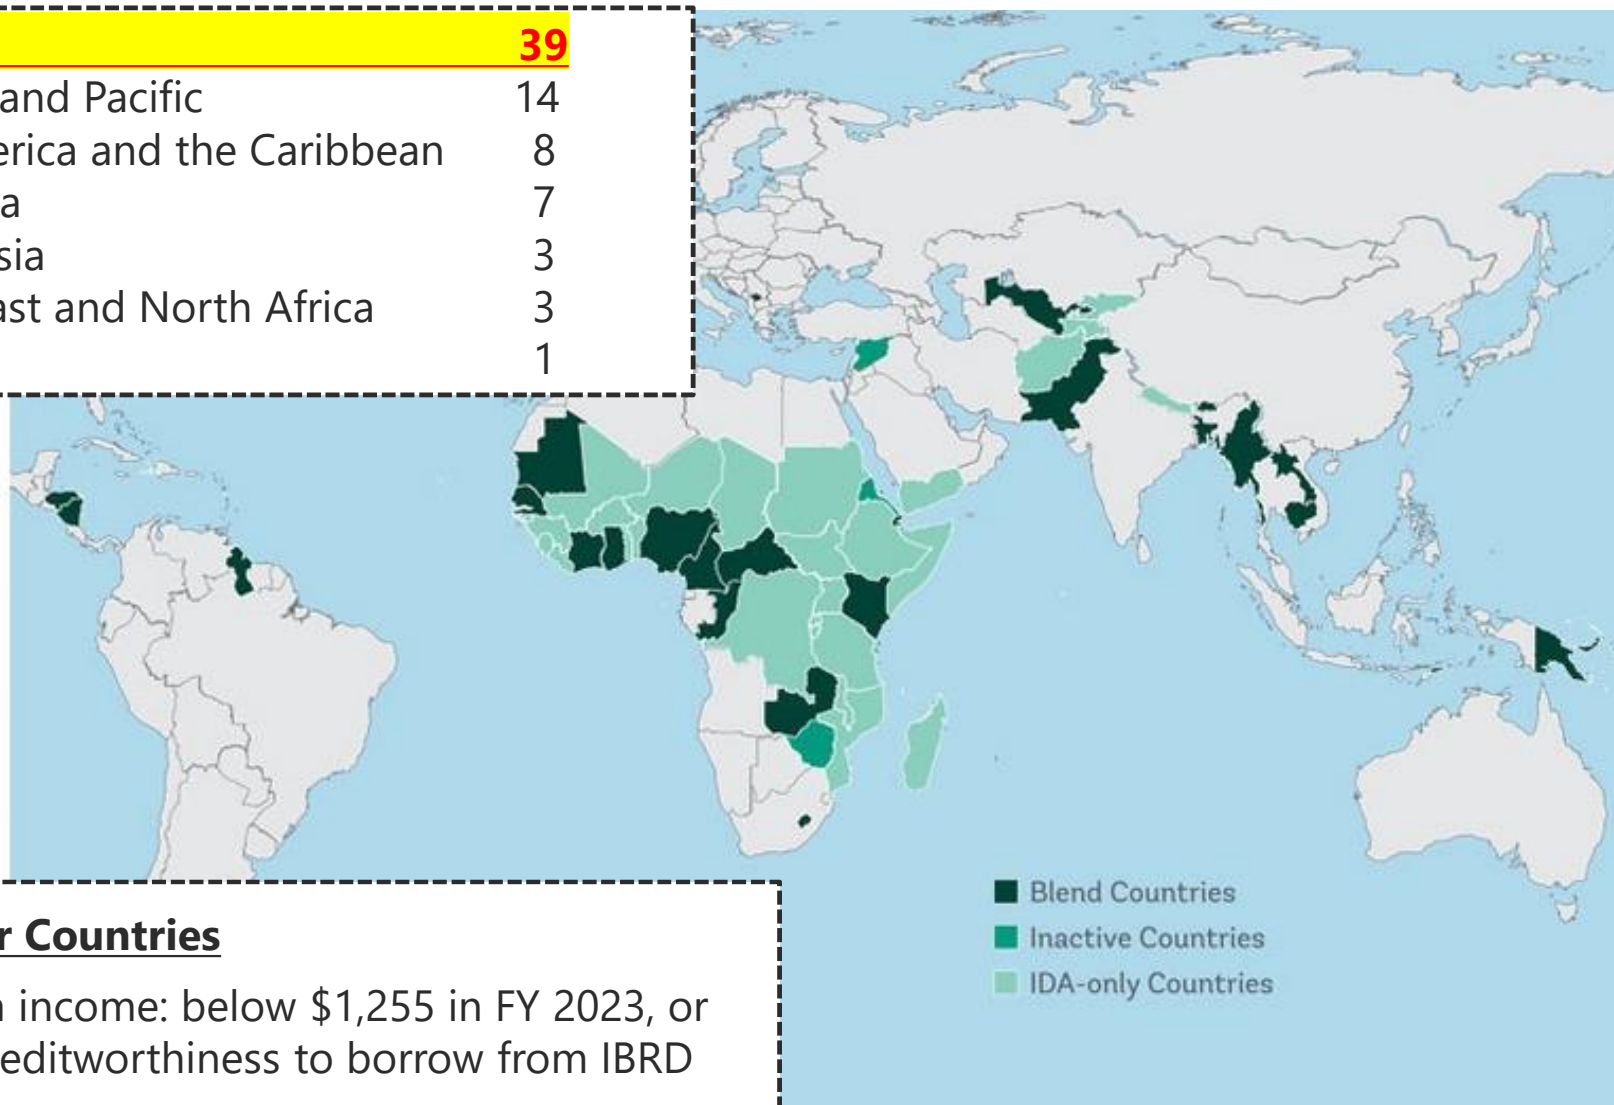 39
and Pacific 14
erica and the Caribbean 8
a 7
sia 3
ast and North Africa 3
1
r Countries
income: below $1,255 in FY 2023, or
editworthiness to borrow from IBRD
Blend Countries
Inactive Countries
IDA-only Countries